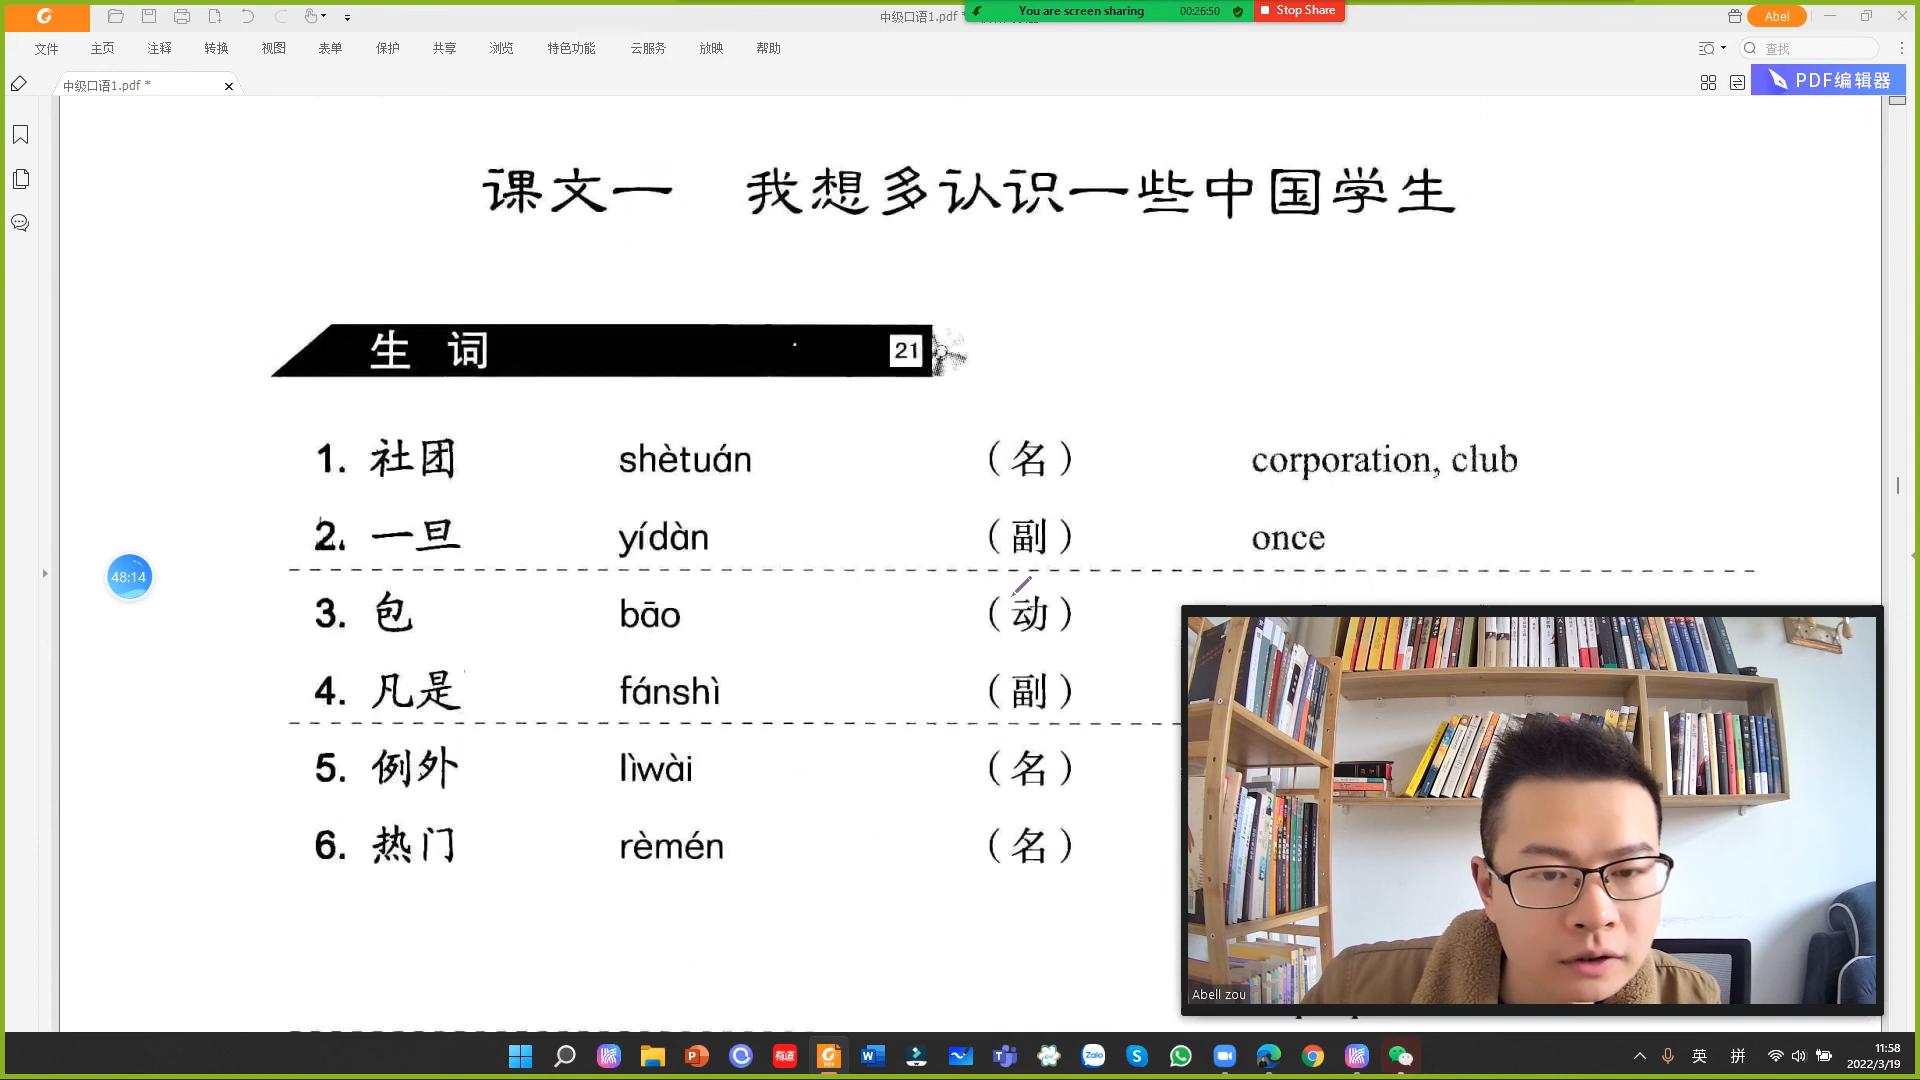 中级口语1.pdf *
You are screen sharing
00:26:50
Stop Share
Abel
文件 主页 注释 转换 视图 表单 保护 共享 浏览 特色功能 云服务 放映 帮助
查找
中级口语1.pdf *
PDF编辑器
课文一 我想多认识一些中国学生
生 词 21
1. 社团 shètuán （名） corporation, club
2. 一旦 yídàn （副） once
3. 包 bāo （动）
4. 凡是 fánshì （副）
5. 例外 lìwài （名）
6. 热门 rèmén （名）
48:14
Abell zou
有道
PDF
Zalo
英 拼
11:58
2022/3/19